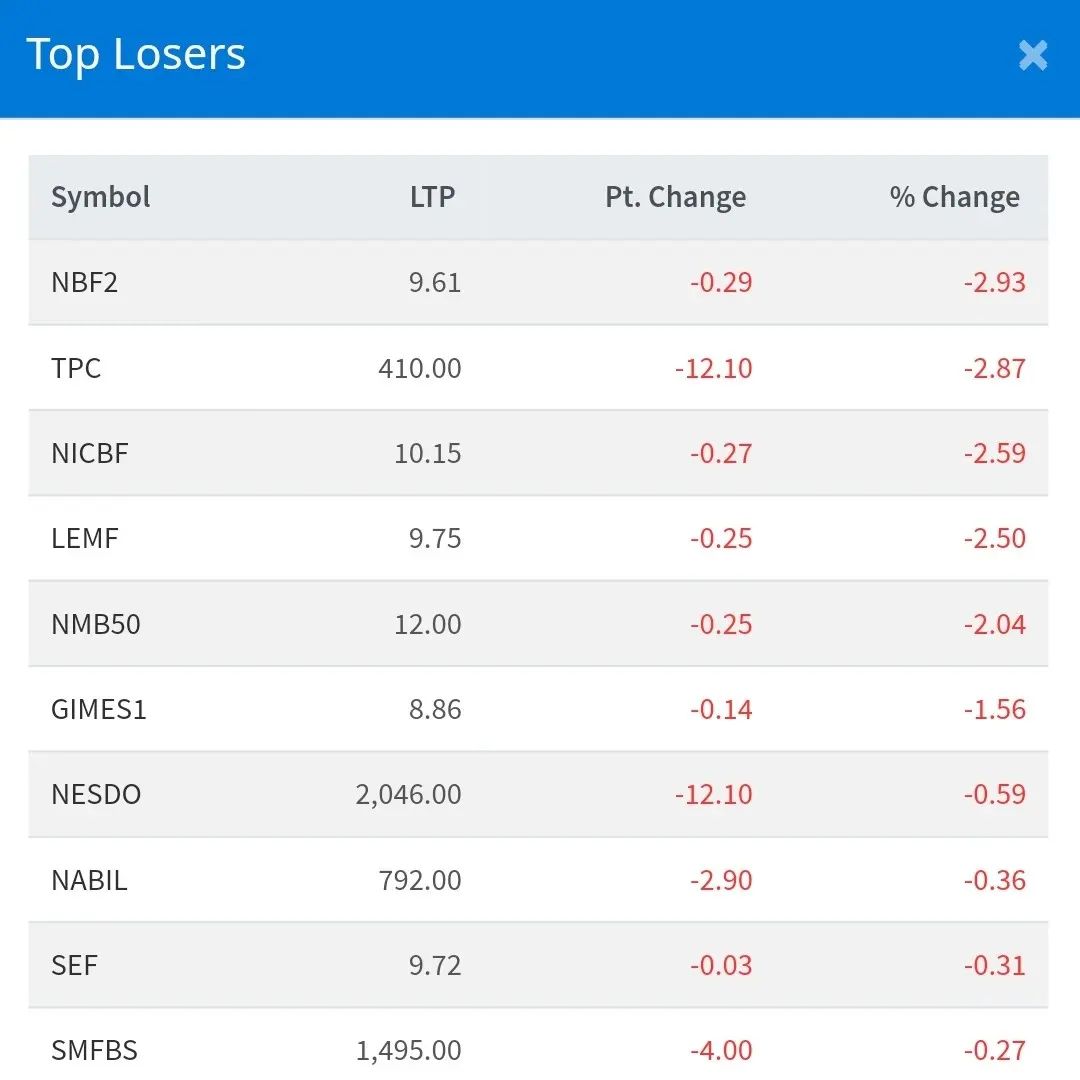 Top Losers
Symbol LTP Pt. Change % Change
NBF2 9.61 -0.29 -2.93
TPC 410.00 -12.10 -2.87
NICBF 10.15 -0.27 -2.59
LEMF 9.75 -0.25 -2.50
NMB50 12.00 -0.25 -2.04
GIMES1 8.86 -0.14 -1.56
NESDO 2,046.00 -12.10 -0.59
NABIL 792.00 -2.90 -0.36
SEF 9.72 -0.03 -0.31
SMFBS 1,495.00 -4.00 -0.27